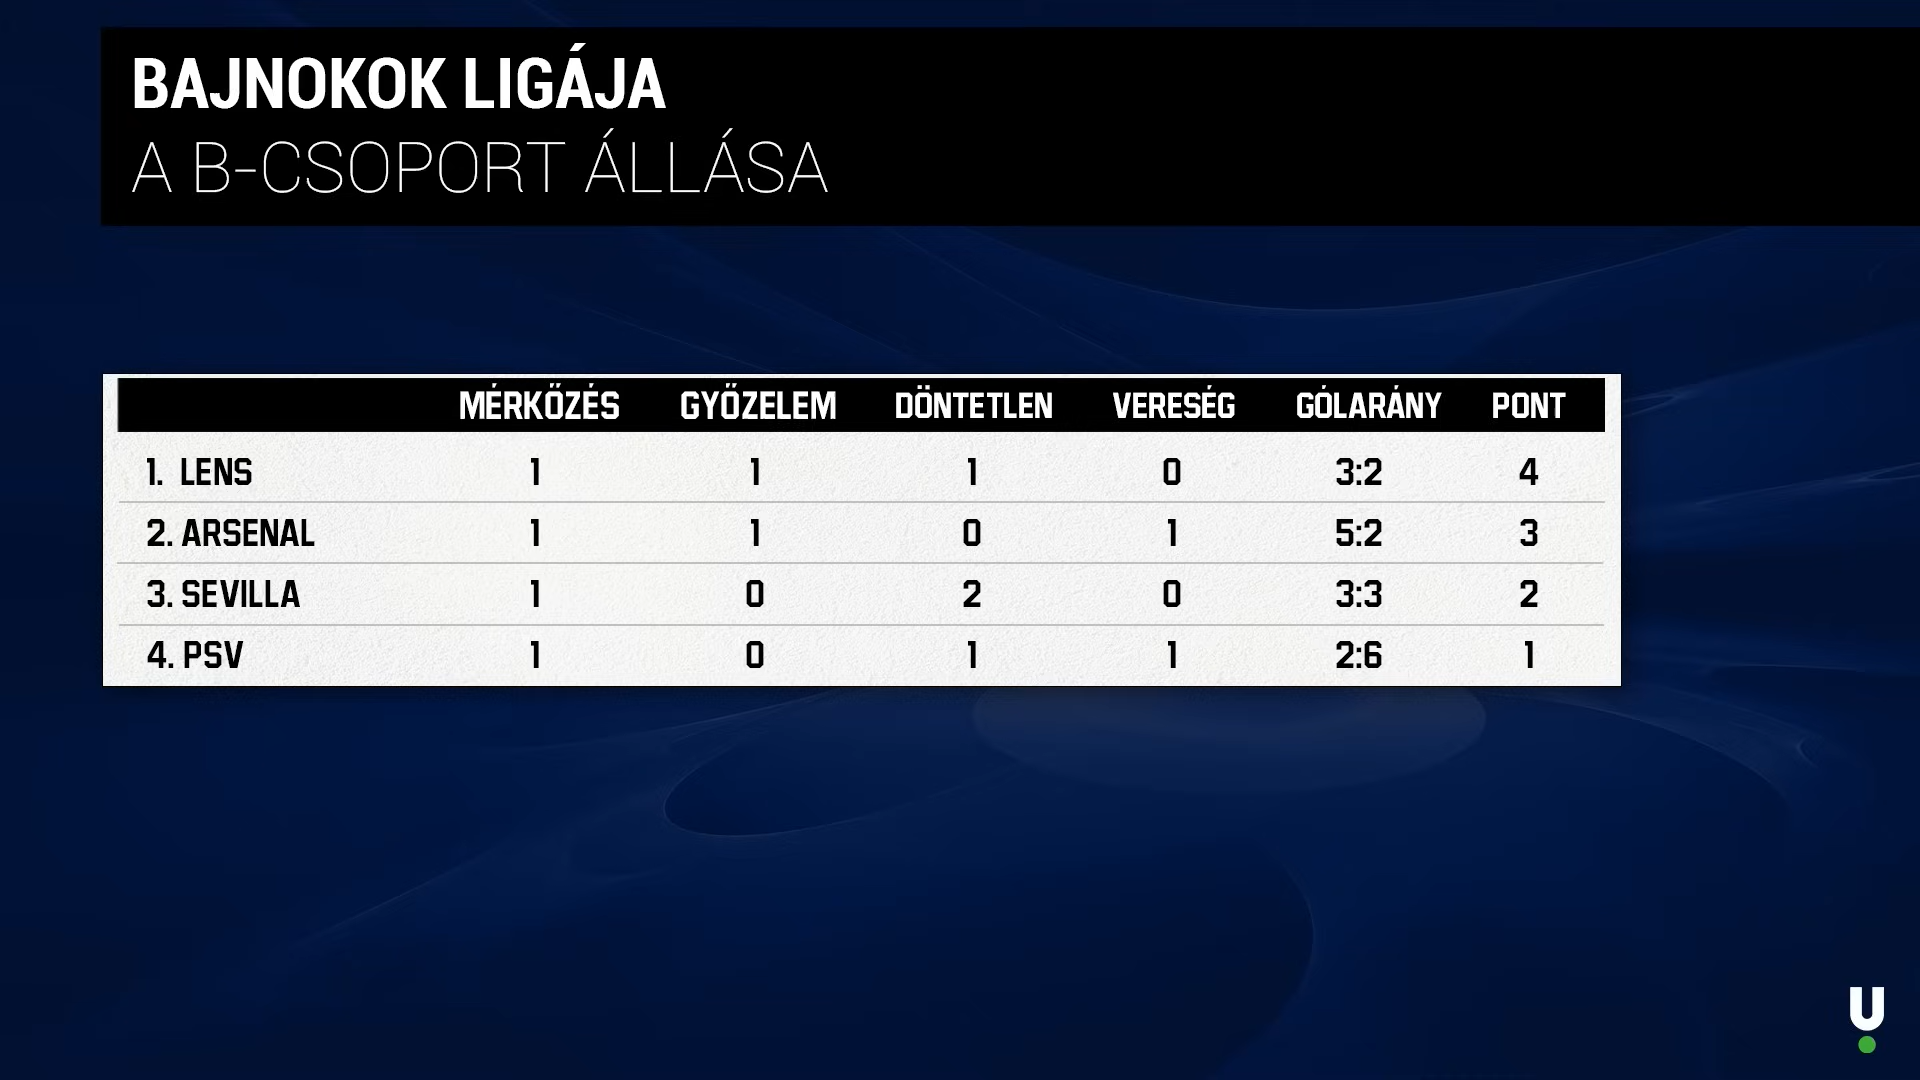 BAJNOKOK LIGÁJA
A B-CSOPORT ÁLLÁSA
MÉRKŐZÉS GYŐZELEM DÖNTETLEN VERESÉG GÓLARÁNY PONT
1. LENS 1 1 1 0 3:2 4
2. ARSENAL 1 1 0 1 5:2 3
3. SEVILLA 1 0 2 0 3:3 2
4. PSV 1 0 1 1 2:6 1
U